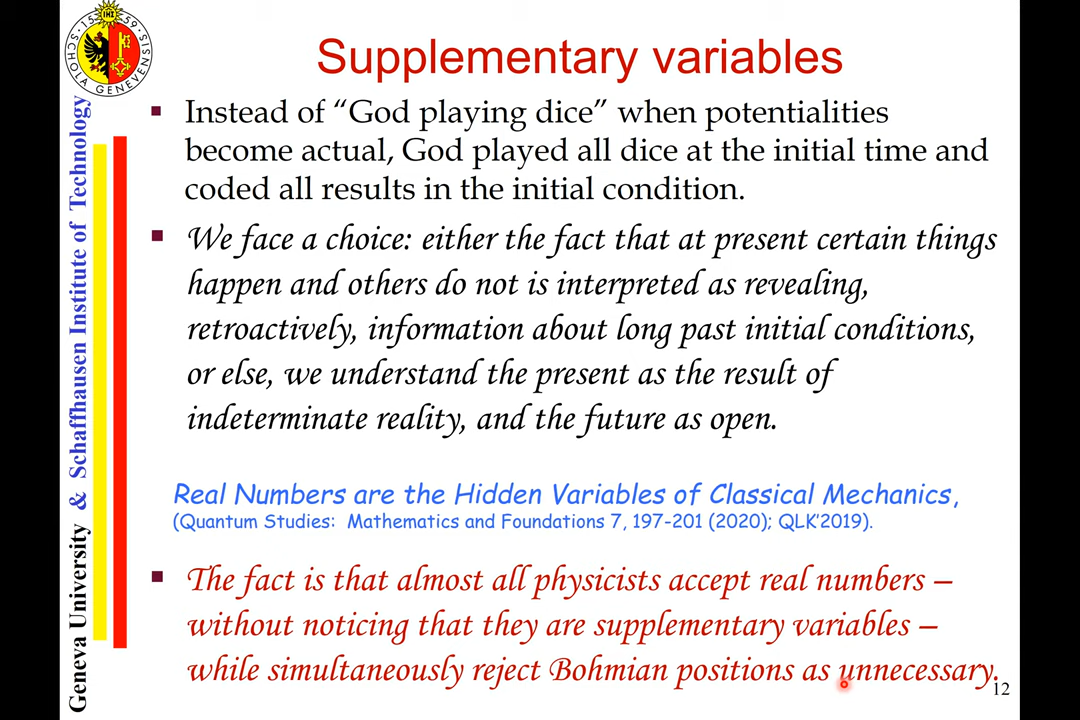 Supplementary variables
Instead of “God playing dice” when potentialities
become actual, God played all dice at the initial time and
coded all results in the initial condition.
We face a choice: either the fact that at present certain things
happen and others do not is interpreted as revealing,
retroactively, information about long past initial conditions,
or else, we understand the present as the result of
indeterminate reality, and the future as open.
Real Numbers are the Hidden Variables of Classical Mechanics,
(Quantum Studies: Mathematics and Foundations 7, 197-201 (2020); QLK’2019).
The fact is that almost all physicists accept real numbers –
without noticing that they are supplementary variables –
while simultaneously reject Bohmian positions as unnecessary.
12
Geneva University & Schaffhausen Institute of Technology
SCHOLA GENEVENSIS 1559